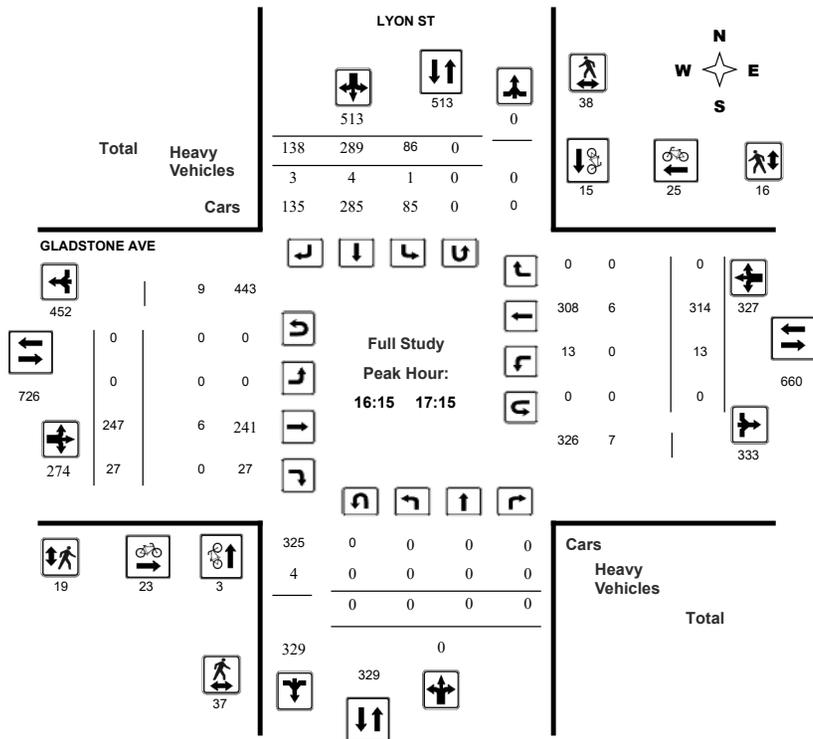 LYON ST
N
W E
S
513
38
513 0
Total Heavy Vehicles 138 289 86 0
3 4 1 0 0
Cars 135 285 85 0 0
15 25 16
GLADSTONE AVE
452 9 443
0 0 0
0 0 0
726
247 6 241
274 27 0 27
Full Study
Peak Hour:
16:15 17:15
0 0 0
308 6 314 327
13 0 13
660
0 0 0
326 7 333
325 0 0 0 0 Cars
4 0 0 0 0 Heavy Vehicles
0 0 0 0 Total
19 23 3
329 0
329
37